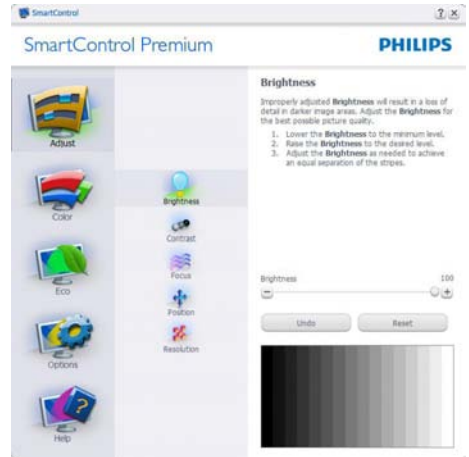 SmartControl
SmartControl Premium
PHILIPS
Adjust
Color
Eco
Options
Help
Brightness
Contrast
Focus
Position
Resolution
Brightness
Improperly adjusted Brightness will result in a loss of
detail in darker image areas. Adjust the Brightness for
the best possible picture quality.
1. Lower the Brightness to the minimum level.
2. Raise the Brightness to the desired level.
3. Adjust the Brightness as needed to achieve
an equal separation of the stripes.
Brightness 100
Undo Reset